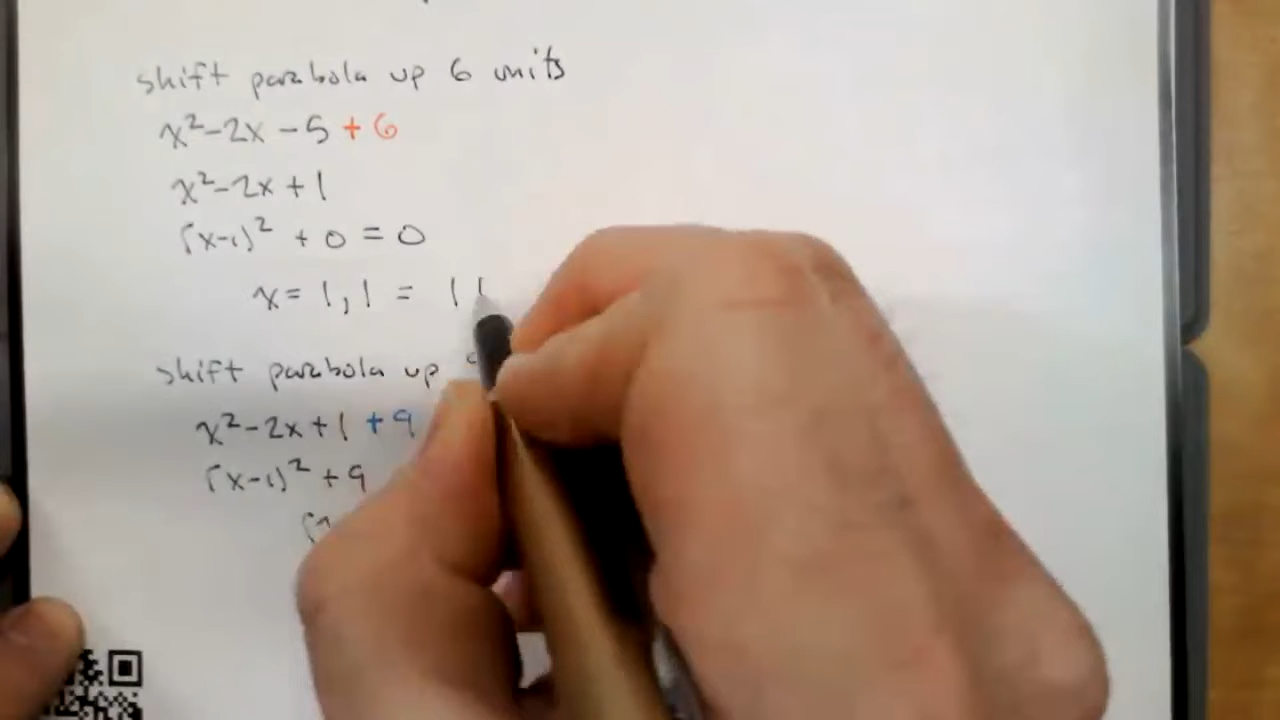 shift parabola up 6 units
x²-2x-5 +6
x²-2x+1
(x-1)² + 0 = 0
x = 1, 1 = 1
shift parabola up
x²-2x+1 +9
(x-1)² +9